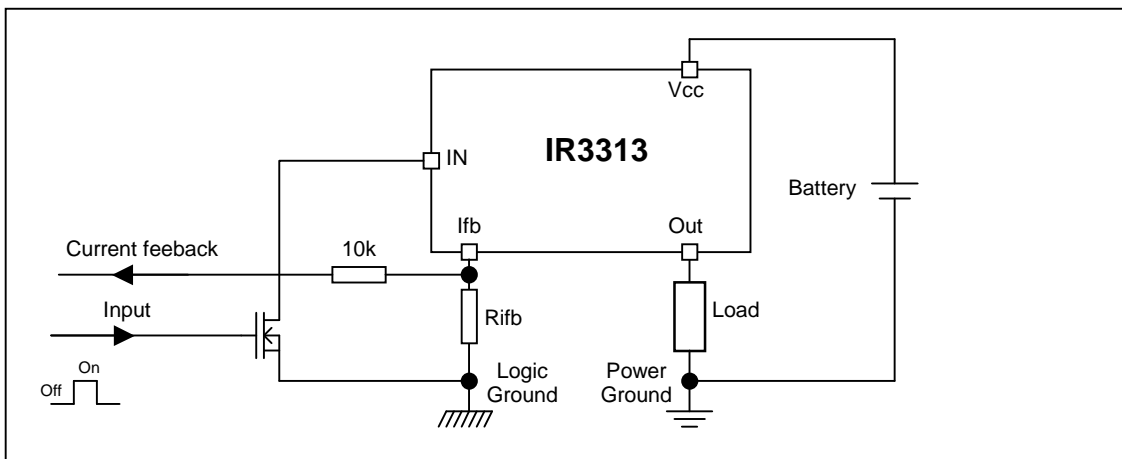 Vcc
IR3313
IN
Battery
Ifb
Out
Current feeback
10k
Input
Rifb
Load
On
Off
Logic
Ground
Power
Ground